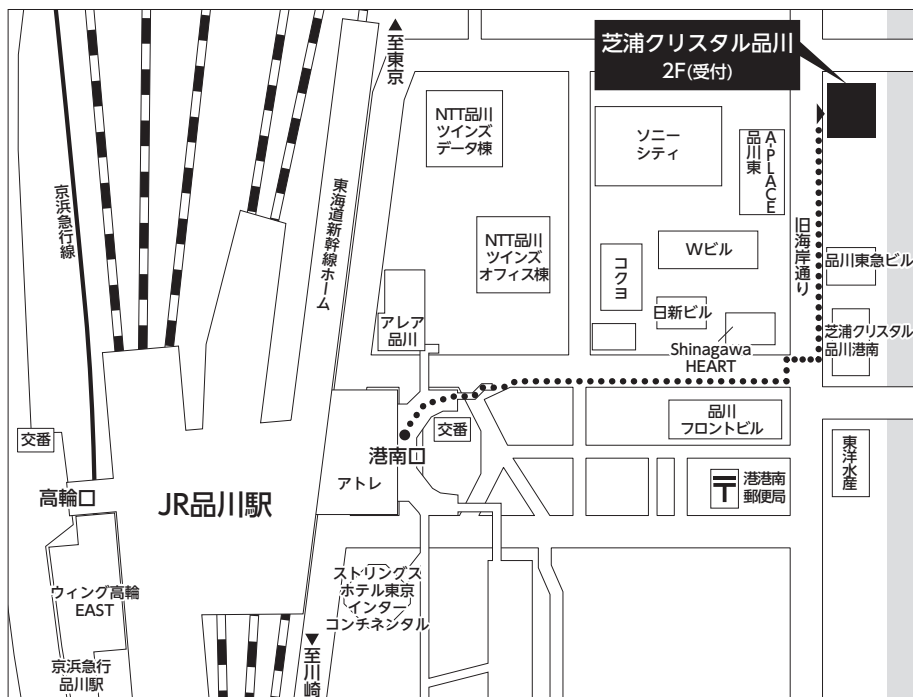 芝浦クリスタル品川
2F(受付)
▲至東京
NTT品川
ツインズ
データ棟
ソニー
シティ
A-PLACE
品川東
京浜急行線
東海道新幹線ホーム
旧海岸通り
NTT品川
ツインズ
オフィス棟
Wビル
コクヨ
品川東急ビル
日新ビル
アレア
品川
芝浦クリスタル
品川港南
Shinagawa
HEART
品川
フロントビル
交番
交番
港南口
東洋水産
アトレ
高輪口
JR品川駅
〒
港港南
郵便局
ストリングス
ホテル東京
インター
コンチネンタル
ウィング高輪
EAST
▼至川崎
京浜急行
品川駅